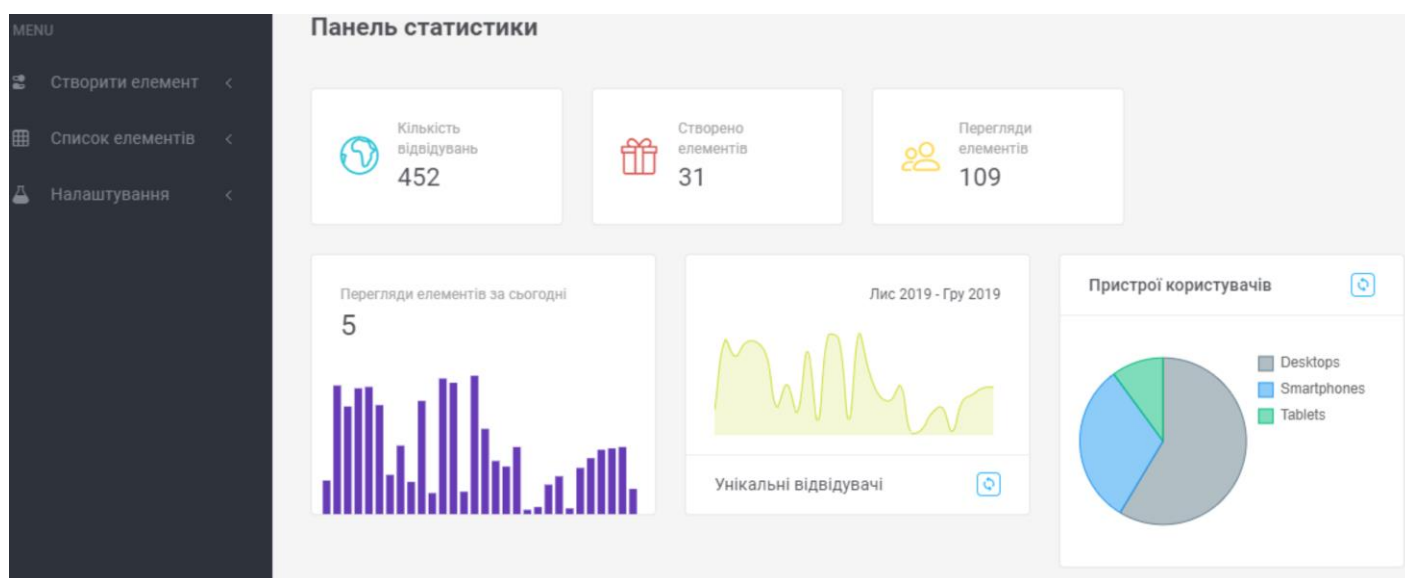 MENU
Створити елемент
Список елементів
Налаштування
Панель статистики
Кількість
відвідувань
452
Створено
елементів
31
Перегляди
елементів
109
Перегляди елементів за сьогодні
5
Лис 2019 - Гру 2019
Унікальні відвідувачі
Пристрої користувачів
Desktops
Smartphones
Tablets